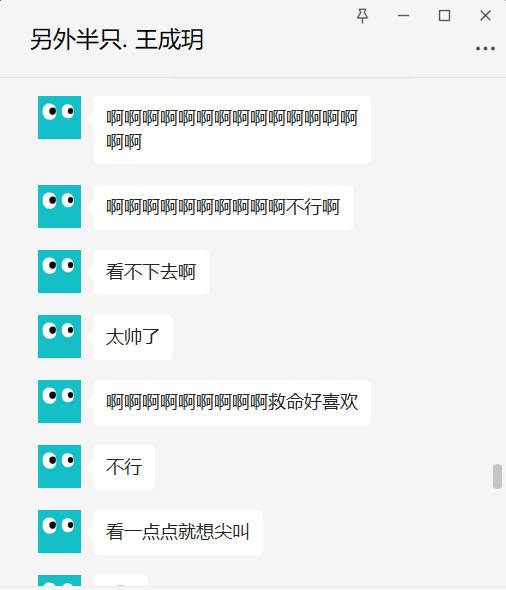 另外半只. 王成玥
啊啊啊啊啊啊啊啊啊啊啊啊啊啊
啊啊
啊啊啊啊啊啊啊啊啊啊不行啊
看不下去啊
太帅了
啊啊啊啊啊啊啊啊啊救命好喜欢
不行
看一点点就想尖叫